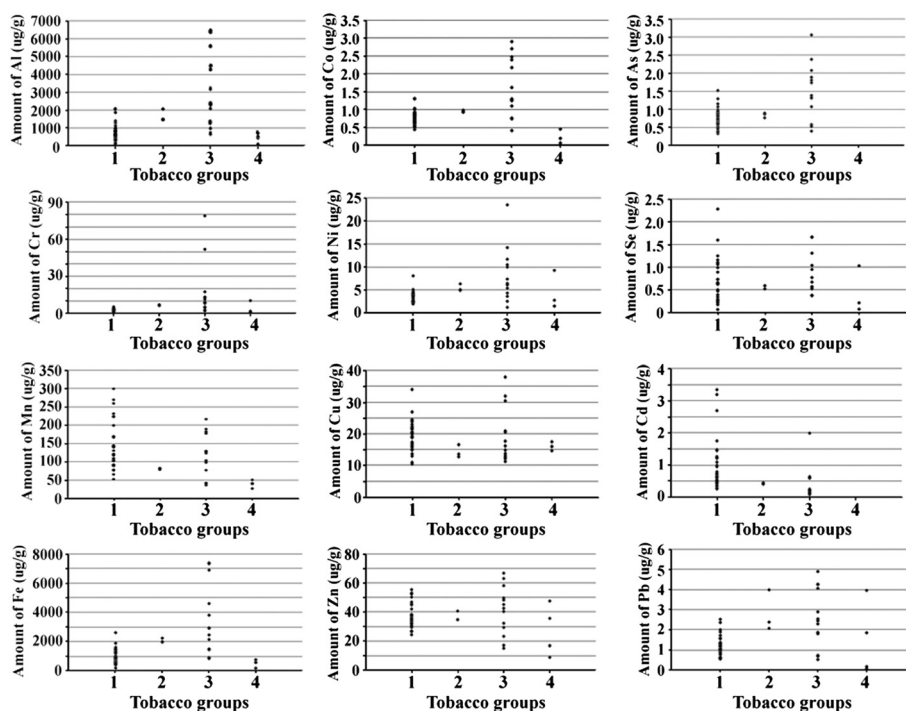 Amount of Al (ug/g)
7000
6000
5000
4000
3000
2000
1000
0
1 2 3 4
Tobacco groups
Amount of Co (ug/g)
3.5
3.0
2.5
2.0
1.5
1.0
0.5
0
1 2 3 4
Tobacco groups
Amount of As (ug/g)
3.5
3.0
2.5
2.0
1.5
1.0
0.5
0
1 2 3 4
Tobacco groups
Amount of Cr (ug/g)
90
60
30
0
1 2 3 4
Tobacco groups
Amount of Ni (ug/g)
25
20
15
10
5
0
1 2 3 4
Tobacco groups
Amount of Se (ug/g)
2.5
2.0
1.5
1.0
0.5
0
1 2 3 4
Tobacco groups
Amount of Mn (ug/g)
350
300
250
200
150
100
50
0
1 2 3 4
Tobacco groups
Amount of Cu (ug/g)
40
30
20
10
0
1 2 3 4
Tobacco groups
Amount of Cd (ug/g)
4
3
2
1
0
1 2 3 4
Tobacco groups
Amount of Fe (ug/g)
8000
6000
4000
2000
0
1 2 3 4
Tobacco groups
Amount of Zn (ug/g)
80
60
40
20
0
1 2 3 4
Tobacco groups
Amount of Pb (ug/g)
6
5
4
3
2
1
0
1 2 3 4
Tobacco groups